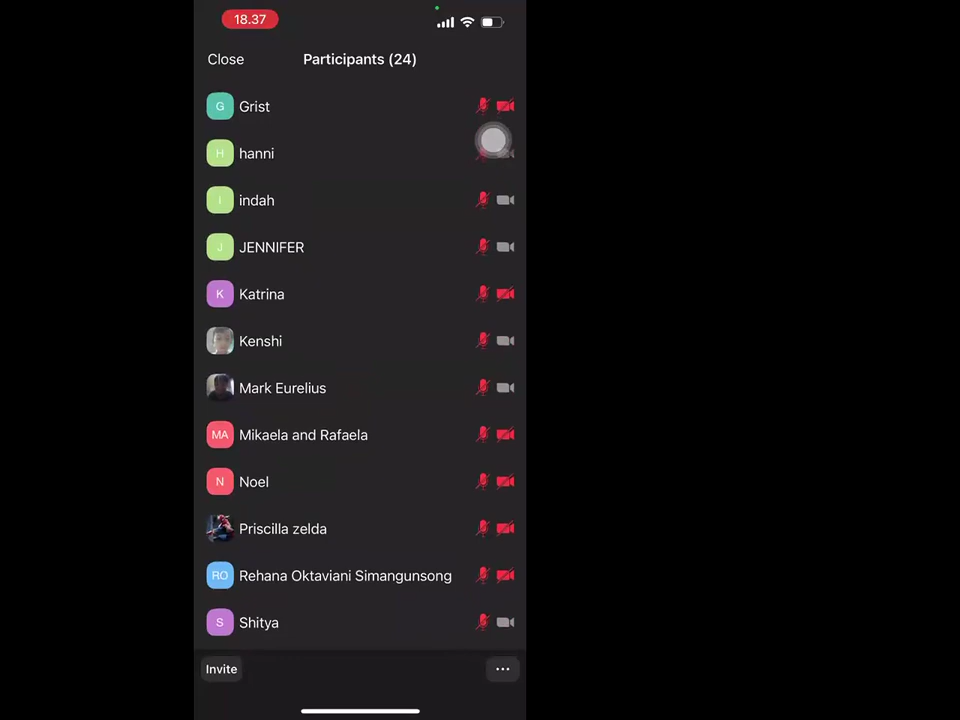 18.37
Close
Participants (24)
G Grist
H hanni
I indah
J JENNIFER
K Katrina
Kenshi
Mark Eurelius
MA Mikaela and Rafaela
N Noel
Priscilla zelda
RO Rehana Oktaviani Simangunsong
S Shitya
Invite